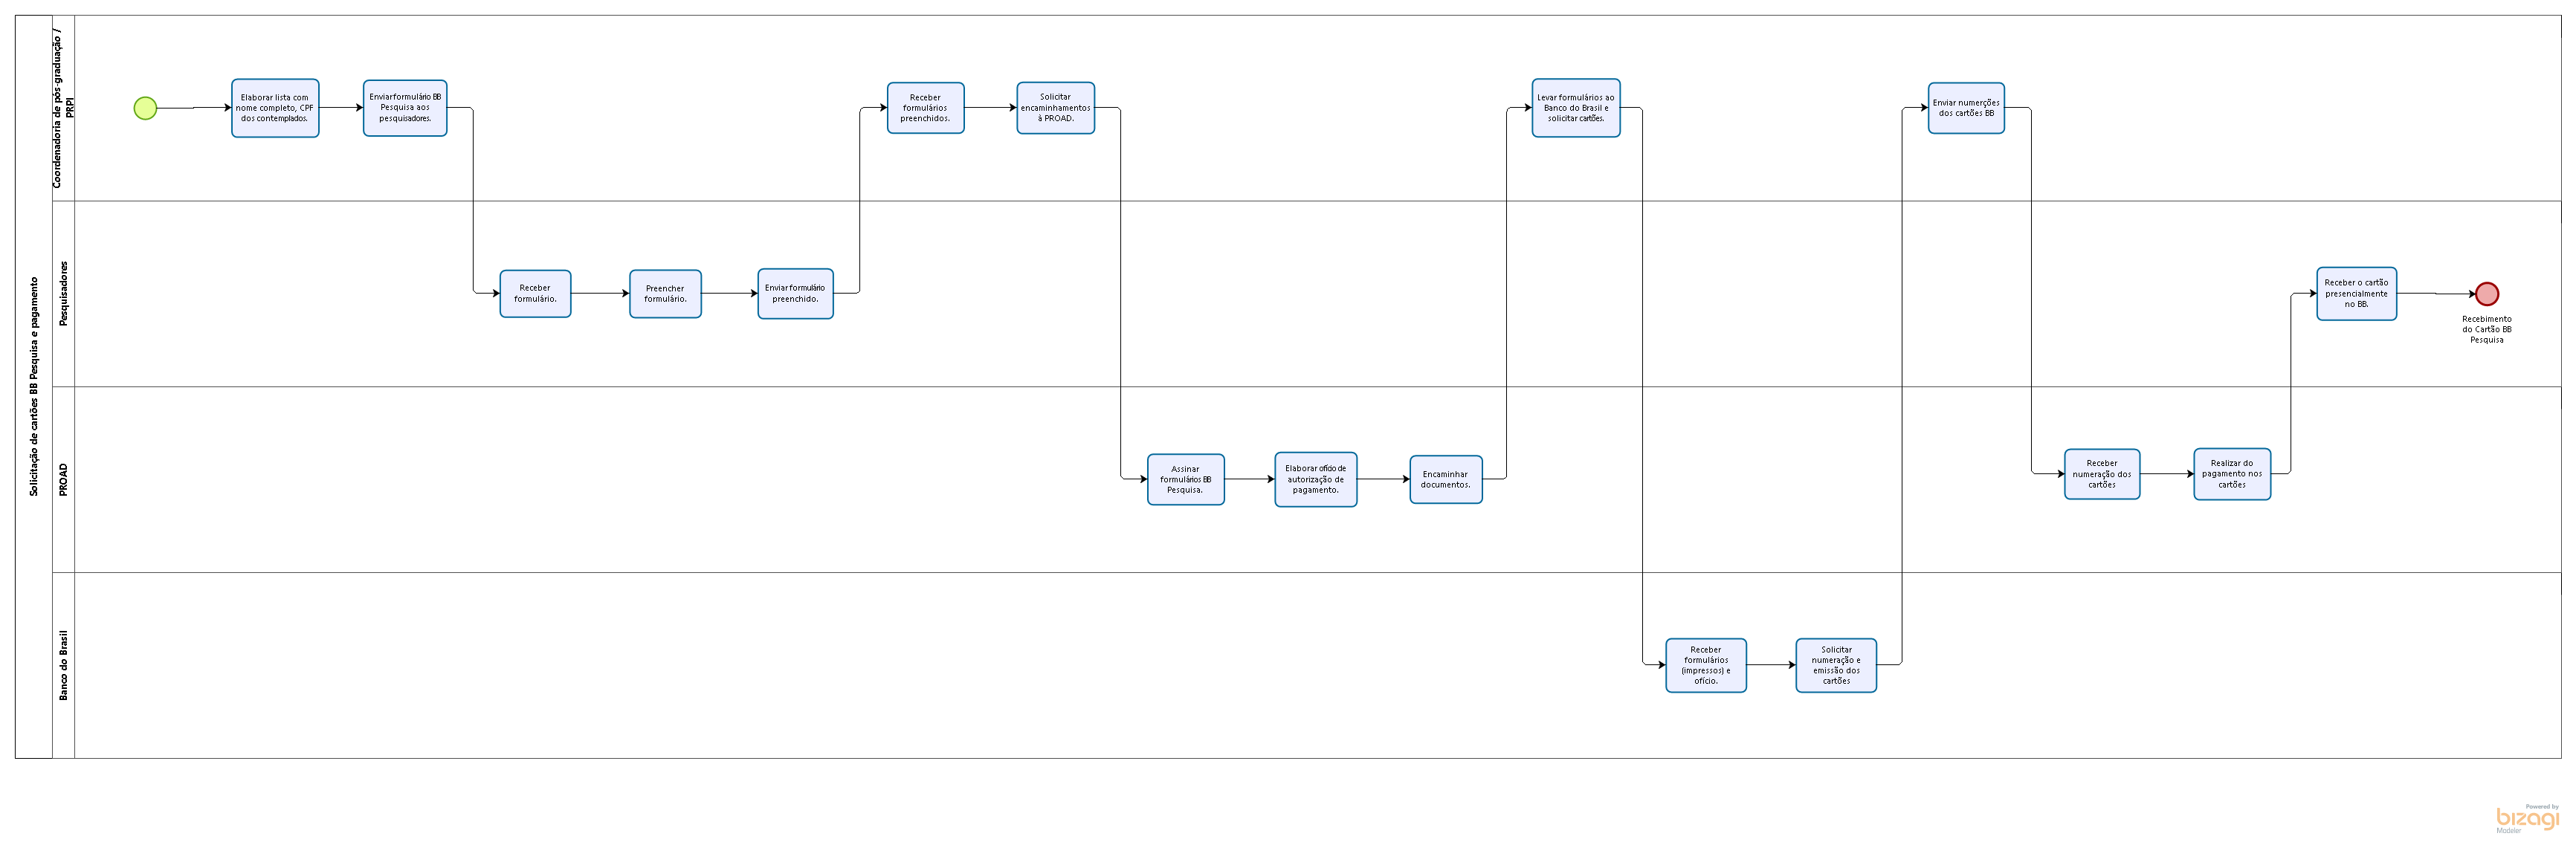 Solicitação de cartões BB Pesquisa e pagamento
Coordenadoria de pós-graduação /
PRPI
Elaborar lista com
nome completo, CPF
dos contemplados.
Enviar formulário BB
Pesquisa aos
pesquisadores.
Receber
formulários
preenchidos.
Solicitar
encaminhamentos
à PROAD.
Levar formulários ao
Banco do Brasil e
solicitar cartões.
Enviar numerções
dos cartões BB
Pesquisadores
Receber
formulário.
Preencher
formulário.
Enviar formulário
preenchido.
Receber o cartão
presencialmente
no BB.
Recebimento
do Cartão BB
Pesquisa
PROAD
Assinar
formulários BB
Pesquisa.
Elaborar ofício de
autorização de
pagamento.
Encaminhar
documentos.
Receber
numeração dos
cartões
Realizar do
pagamento nos
cartões
Banco do Brasil
Receber
formulários
(impressos) e
ofício.
Solicitar
numeração e
emissão dos
cartões
Powered by
bizagi
Modeler